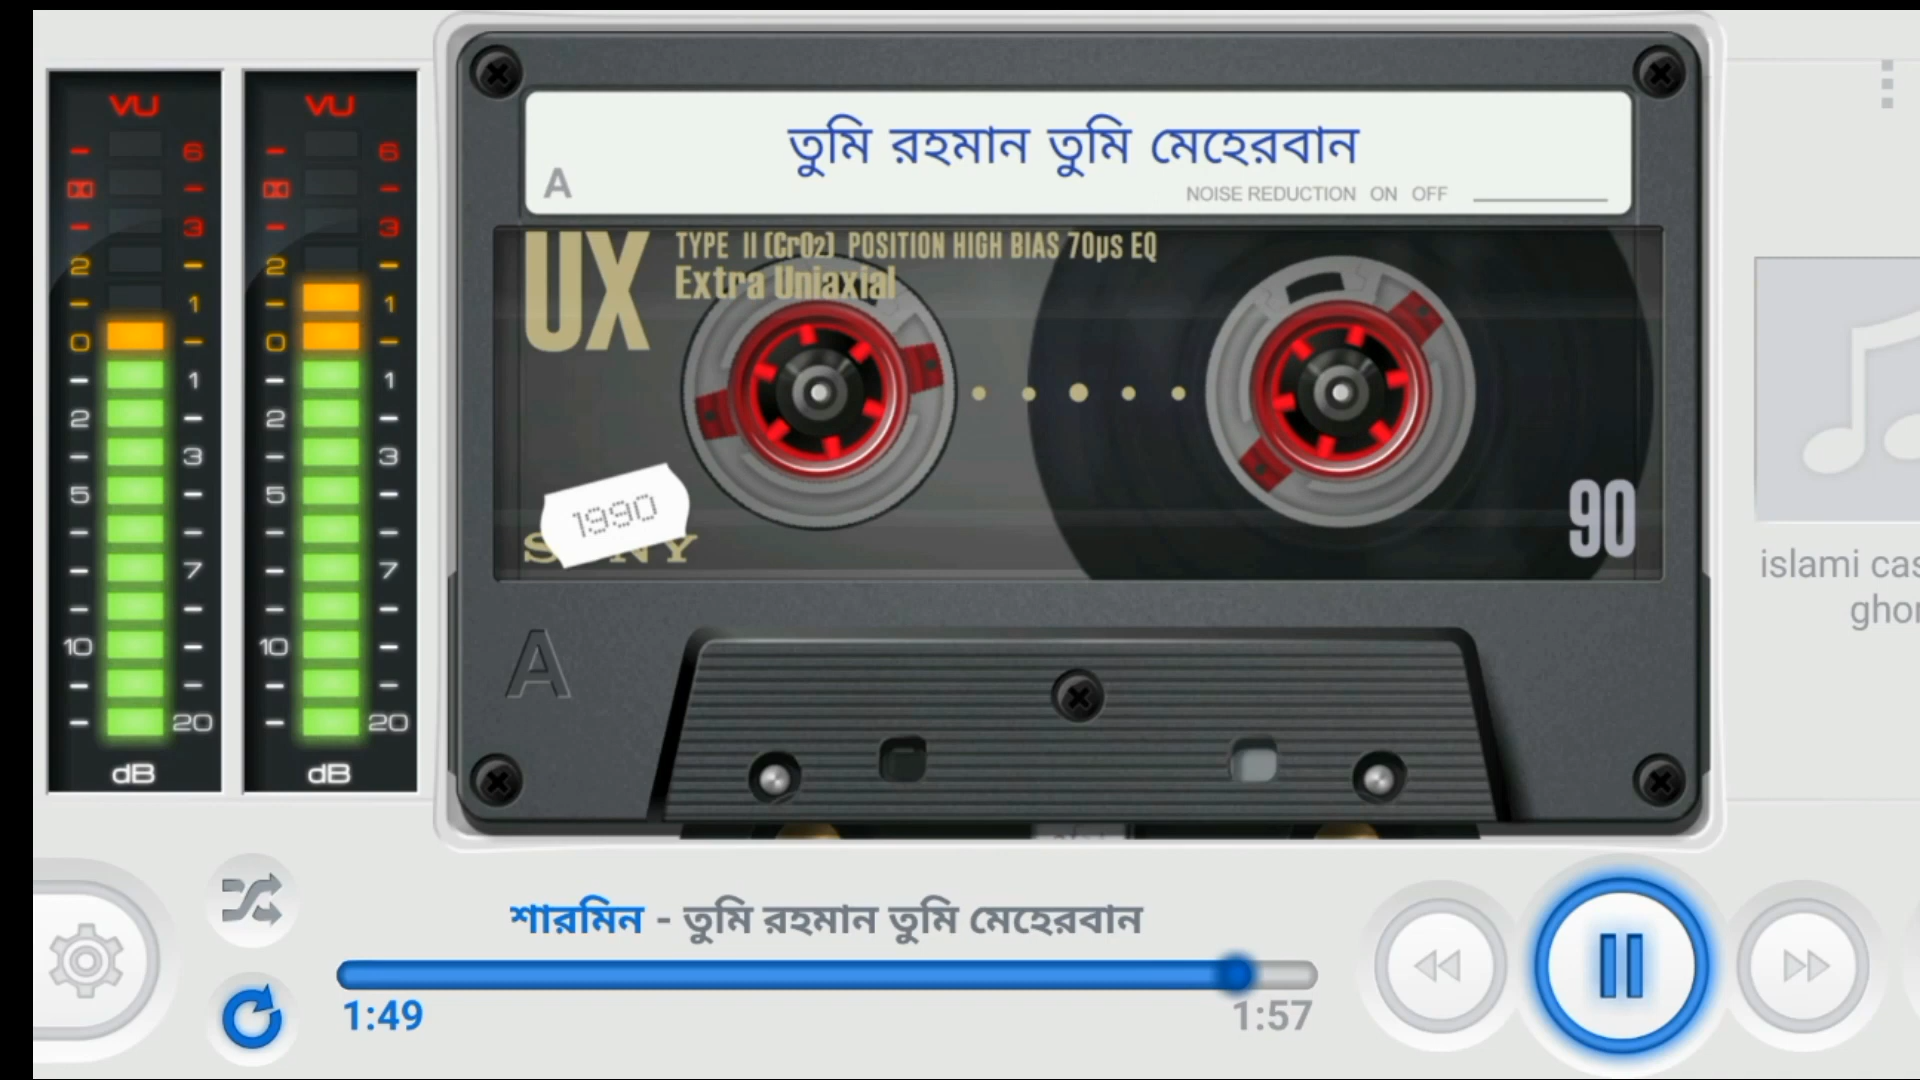 VU
VU
তুমি রহমান তুমি মেহেরবান
A
NOISE REDUCTION ON OFF
UX
TYPE II (CrO2) POSITION HIGH BIAS 70µs EQ
Extra Uniaxial
1990
SONY
90
A
6
3
2
1
0
1
2
3
5
7
10
20
dB
6
3
2
1
0
1
2
3
5
7
10
20
dB
islami cas
ghor
শারমিন - তুমি রহমান তুমি মেহেরবান
1:49
1:57